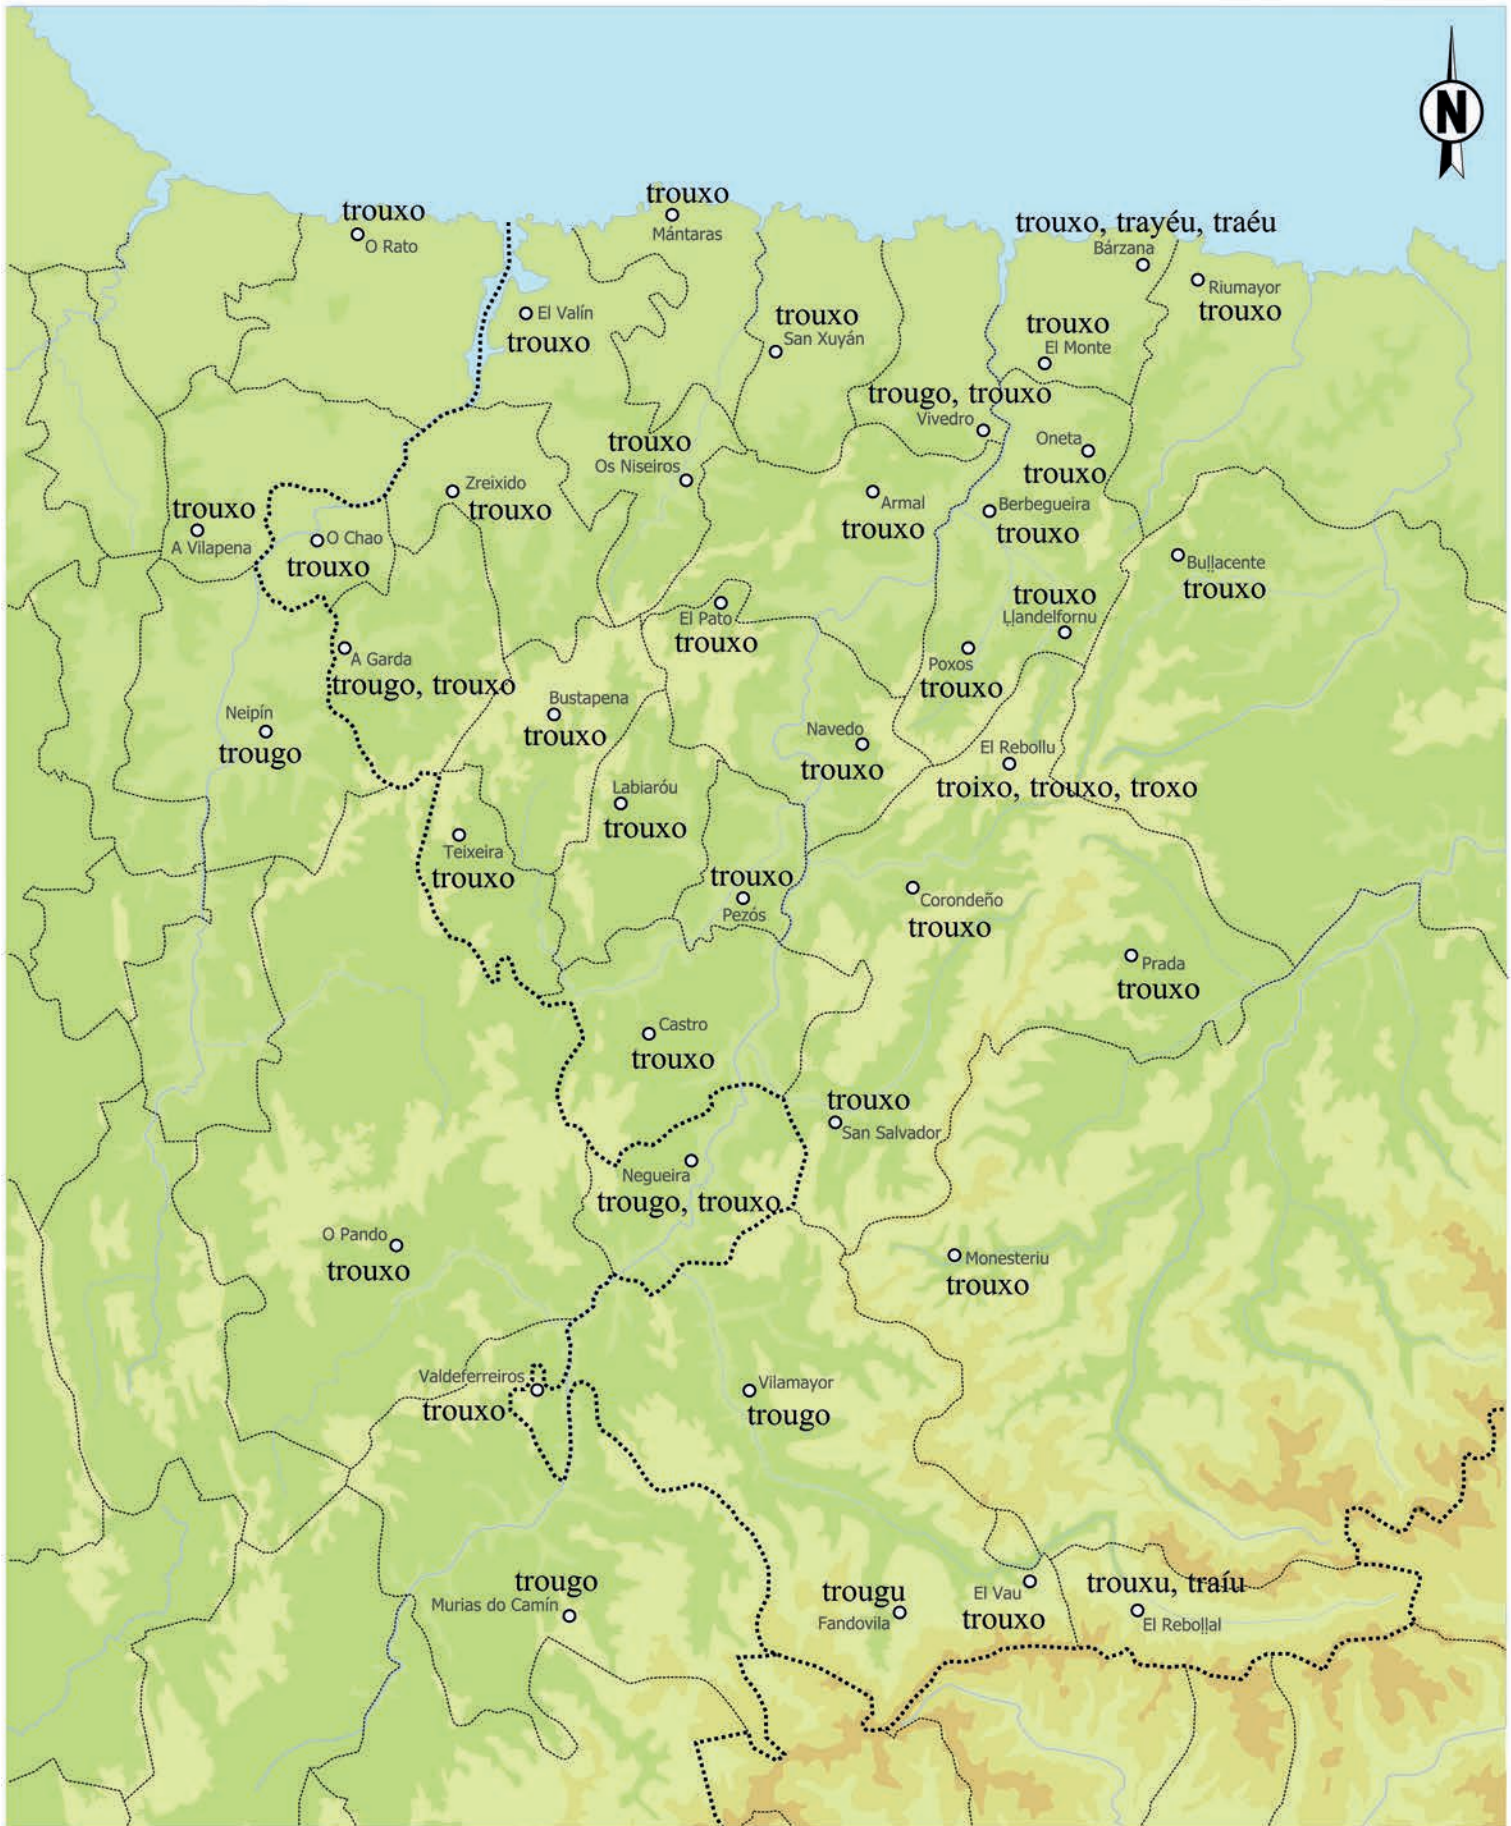 N
trouxo
Mántaras
trouxo
O Rato
trouxo, trayéu, traéu
Bárzana
Riumayor
trouxo
El Valín
trouxo
trouxo
San Xuyán
trouxo
El Monte
trougo, trouxo
Vivedro
trouxo
Os Niseiros
Oneta
trouxo
Zreixido
trouxo
Armal
trouxo
Berbegueira
trouxo
trouxo
A Vilapena
O Chao
trouxo
Buḷḷacente
trouxo
trouxo
Ḷḷandelfornu
El Pato
trouxo
A Garda
trougo, trouxo
Poxos
trouxo
Bustapena
trouxo
Neipín
trougo
Navedo
trouxo
El Rebollu
troixo, trouxo, troxo
Labiaróu
trouxo
Teixeira
trouxo
trouxo
Pezós
Corondeño
trouxo
Prada
trouxo
Castro
trouxo
trouxo
San Salvador
Negueira
trougo, trouxo
O Pando
trouxo
Monesteriu
trouxo
Valdeferreiros
trouxo
Vilamayor
trougo
trougo
Murias do Camín
trougu
Fandovila
El Vau
trouxo
trouxu, traíu
El Reboḷḷal